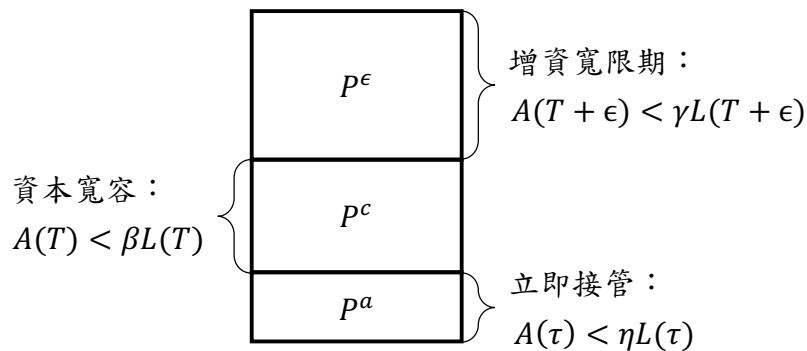 增資寬限期：
A(T + ϵ) < γL(T + ϵ)
P^ϵ
資本寬容：
A(T) < βL(T)
P^c
立即接管：
A(τ) < ηL(τ)
P^a